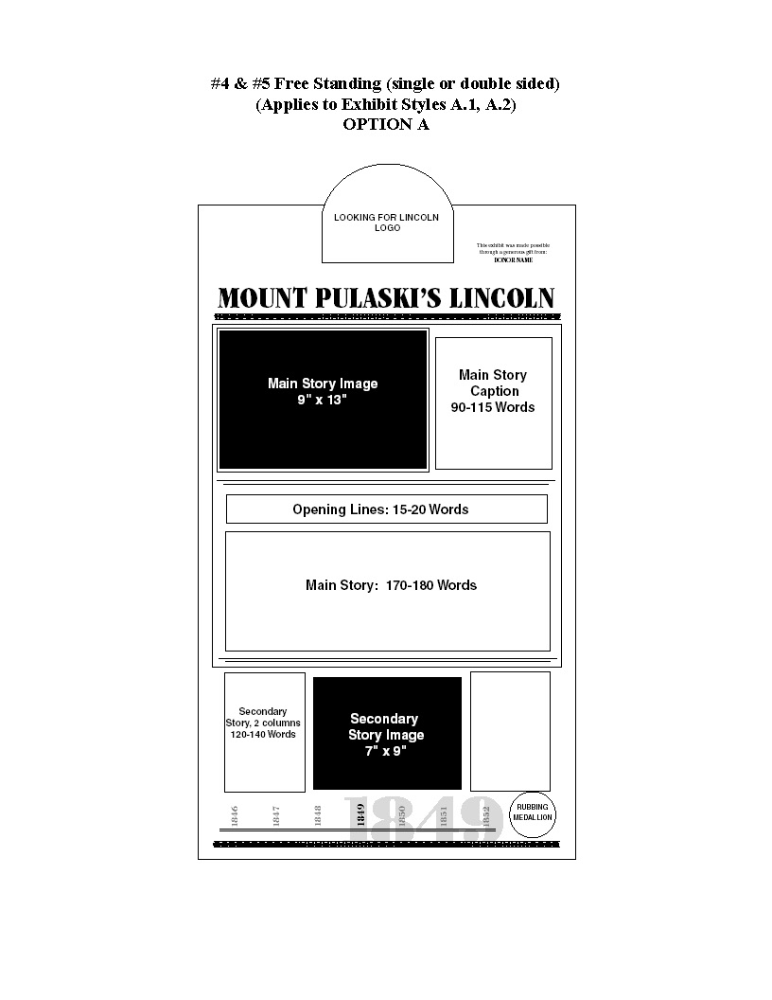 #4 & #5 Free Standing (single or double sided)
(Applies to Exhibit Styles A.1, A.2)
OPTION A
LOOKING FOR LINCOLN
LOGO
This exhibit was made possible
through a generous gift from:
DONOR NAME
MOUNT PULASKI'S LINCOLN
Main Story Image
9" x 13"
Main Story
Caption
90-115 Words
Opening Lines: 15-20 Words
Main Story: 170-180 Words
Secondary
Story, 2 columns
120-140 Words
Secondary
Story Image
7" x 9"
1849
1846
1847
1848
1849
1850
1851
1852
RUBBING
MEDALLION